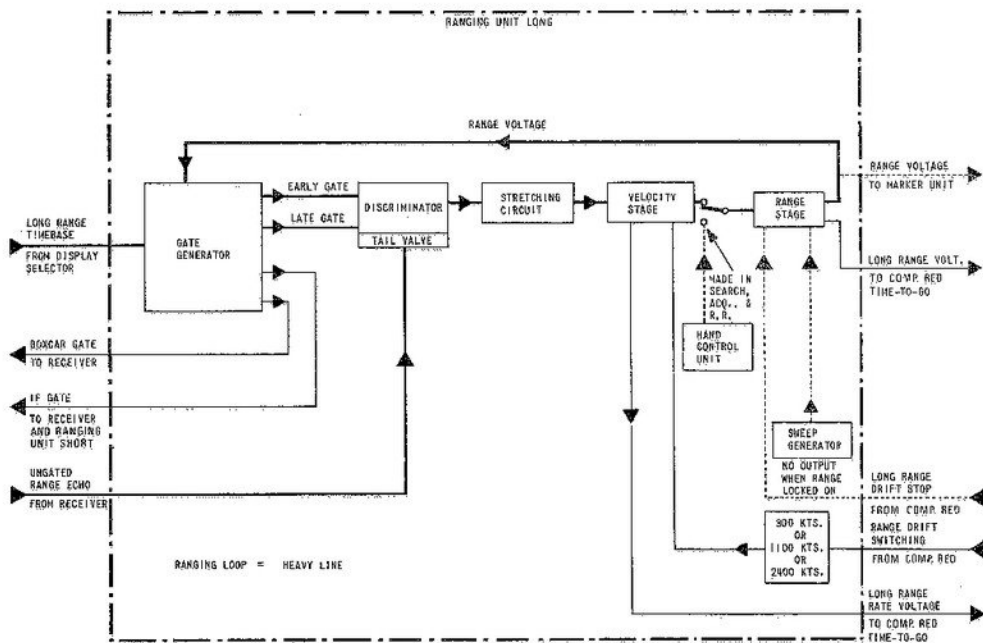 RANGING UNIT LONG
RANGE VOLTAGE
RANGE VOLTAGE
TO MARKER UNIT
EARLY GATE
LATE GATE
DISCRIMINATOR
TAIL VALVE
STRETCHING
CIRCUIT
VELOCITY
STAGE
RANGE
STAGE
LONG RANGE
TIMEBASE
FROM DISPLAY
SELECTOR
GATE
GENERATOR
LONG RANGE VOLT.
TO COMP. RED
TIME-TO-GO
MADE IN
SEARCH,
ACQ., &
R.R.
HAND
CONTROL
UNIT
BOXCAR GATE
TO RECEIVER
IF GATE
TO RECEIVER
AND RANGING
UNIT SHORT
SWEEP
GENERATOR
NO OUTPUT
WHEN RANGE
LOCKED ON
UNGATED
RANGE ECHO
FROM RECEIVER
LONG RANGE
DRIFT STOP
FROM COMP. RED
RANGE DRIFT
SWITCHING
FROM COMP. RED
300 KTS.
OR
1100 KTS.
OR
2400 KTS.
RANGING LOOP = HEAVY LINE
LONG RANGE
RATE VOLTAGE
TO COMP. RED
TIME-TO-GO